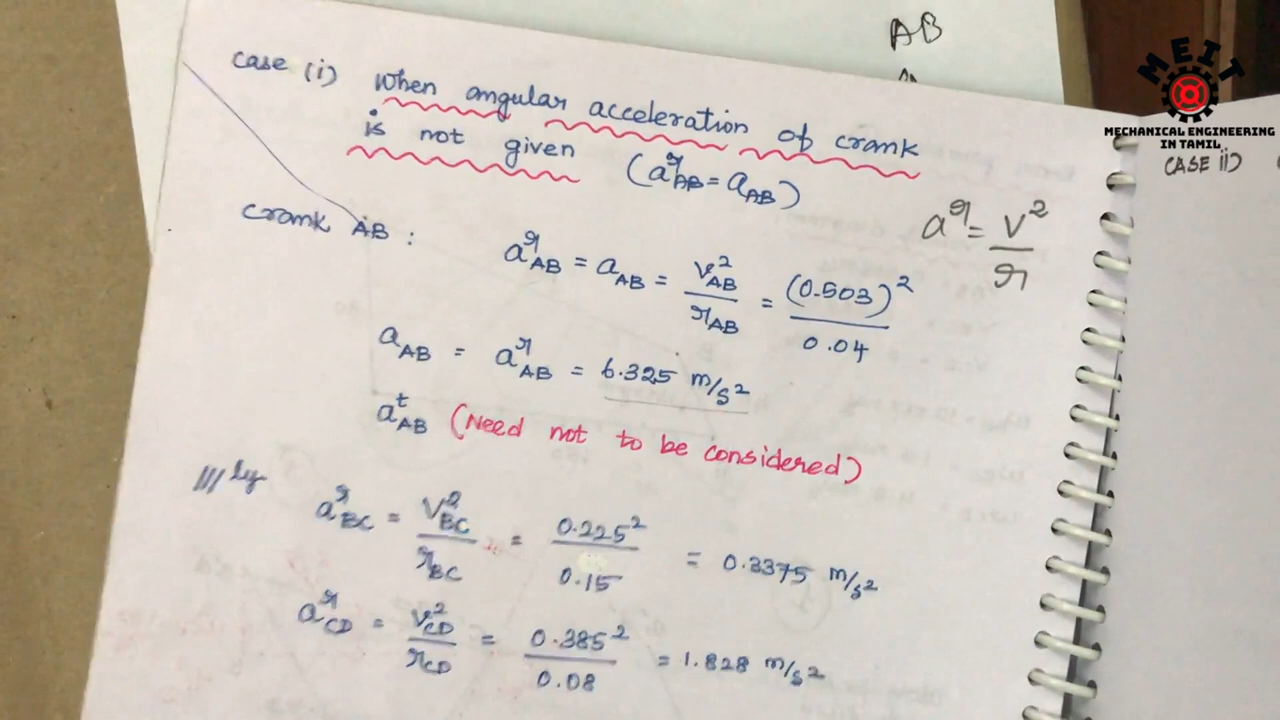 AB
MEIT
MECHANICAL ENGINEERING
IN TAMIL
CASE ii)
case (i) When angular acceleration of crank
is not given (a^r_AB = a_AB)
a^r = V^2/r
Crank AB : a^r_AB = a_AB = V^2_AB/r_AB = (0.503)^2/0.04
a_AB = a^r_AB = 6.325 m/s^2
a^t_AB (Need not to be considered)
///ly
a^r_BC = V^2_BC/r_BC = 0.225^2/0.15 = 0.3375 m/s^2
a^r_CD = V^2_CD/r_CD = 0.385^2/0.08 = 1.828 m/s^2